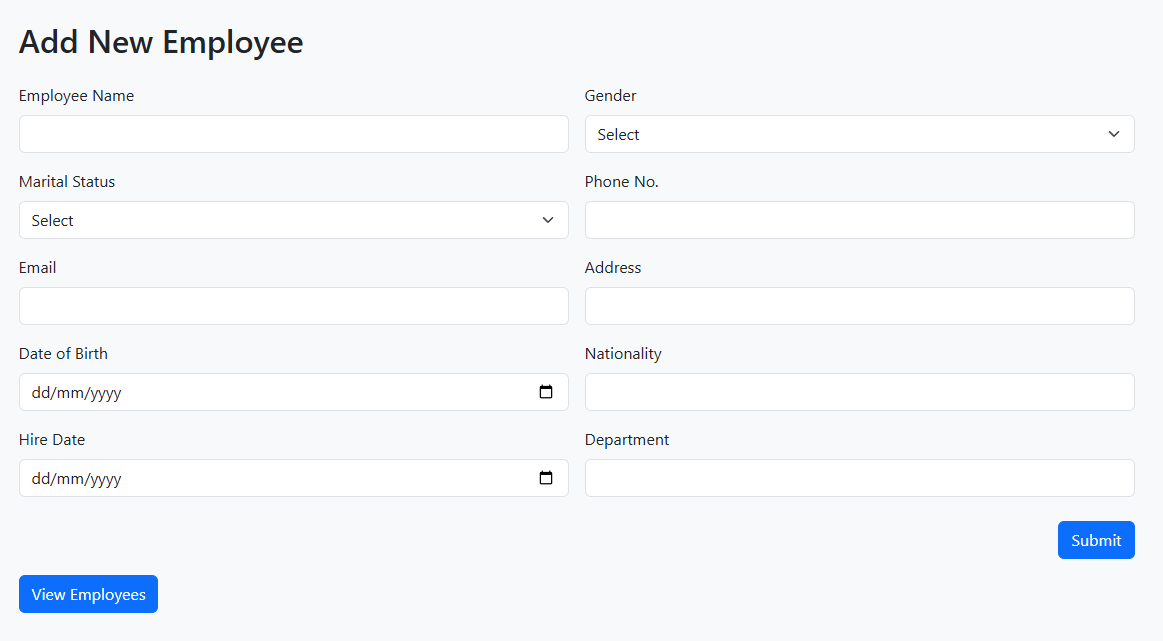 Add New Employee
Employee Name
Gender
Select
Marital Status
Phone No.
Select
Email
Address
Date of Birth
Nationality
dd/mm/yyyy
Hire Date
Department
dd/mm/yyyy
Submit
View Employees